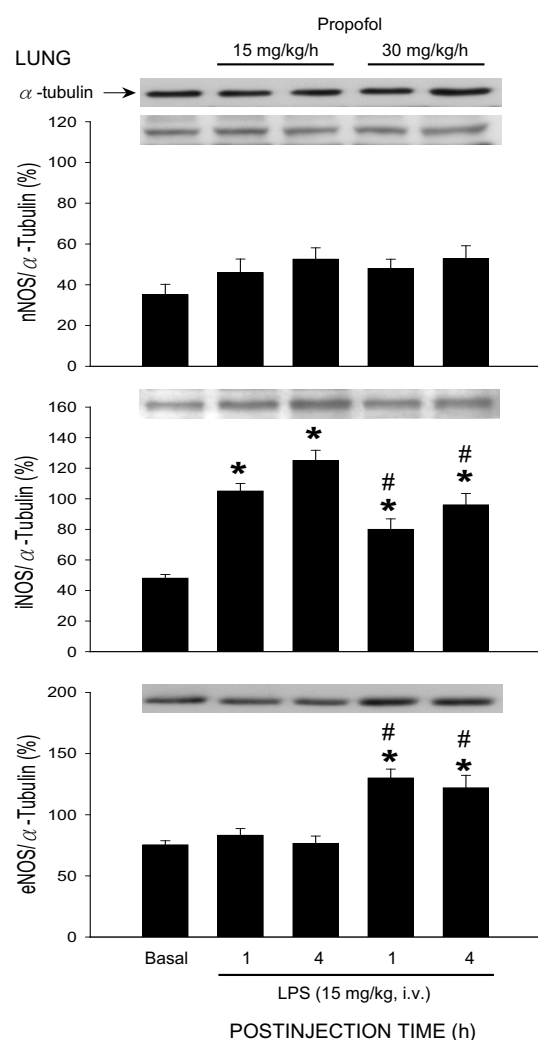 Propofol
15 mg/kg/h 30 mg/kg/h
LUNG
α-tubulin
120
100
80
60
40
20
0
nNOS/α-Tubulin (%)
160
140
120
100
80
60
40
20
0
iNOS/α-Tubulin (%)
* * # * # *
200
150
100
50
0
eNOS/α-Tubulin (%)
# * # *
Basal 1 4 1 4
LPS (15 mg/kg, i.v.)
POSTINJECTION TIME (h)